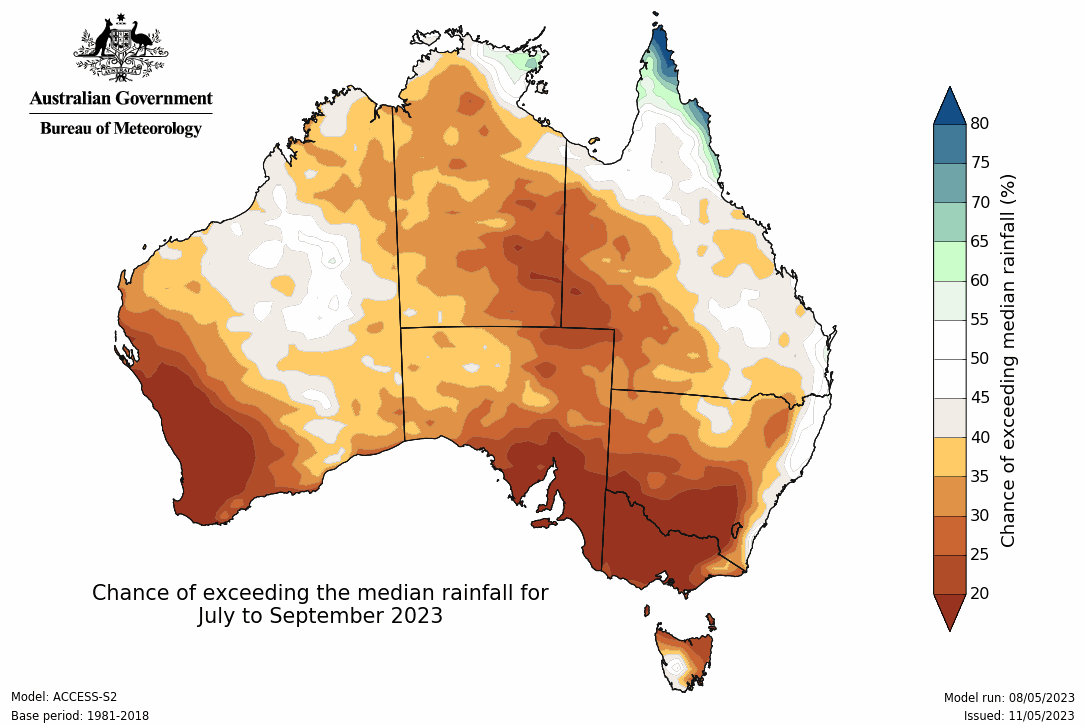 Australian Government
Bureau of Meteorology
80
75
70
65
60
55
50
45
40
35
30
25
20
Chance of exceeding median rainfall (%)
Chance of exceeding the median rainfall for
July to September 2023
Model: ACCESS-S2
Base period: 1981-2018
Model run: 08/05/2023
Issued: 11/05/2023